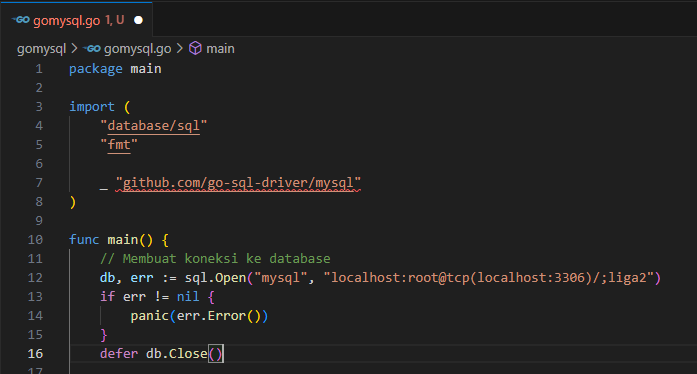 gomysql.go 1, U
gomysql > gomysql.go > main
1 package main
2
3 import (
4 "database/sql"
5 "fmt"
6
7 _ "github.com/go-sql-driver/mysql"
8 )
9
10 func main() {
11 // Membuat koneksi ke database
12 db, err := sql.Open("mysql", "localhost:root@tcp(localhost:3306)/;liga2")
13 if err != nil {
14 panic(err.Error())
15 }
16 defer db.Close()
17